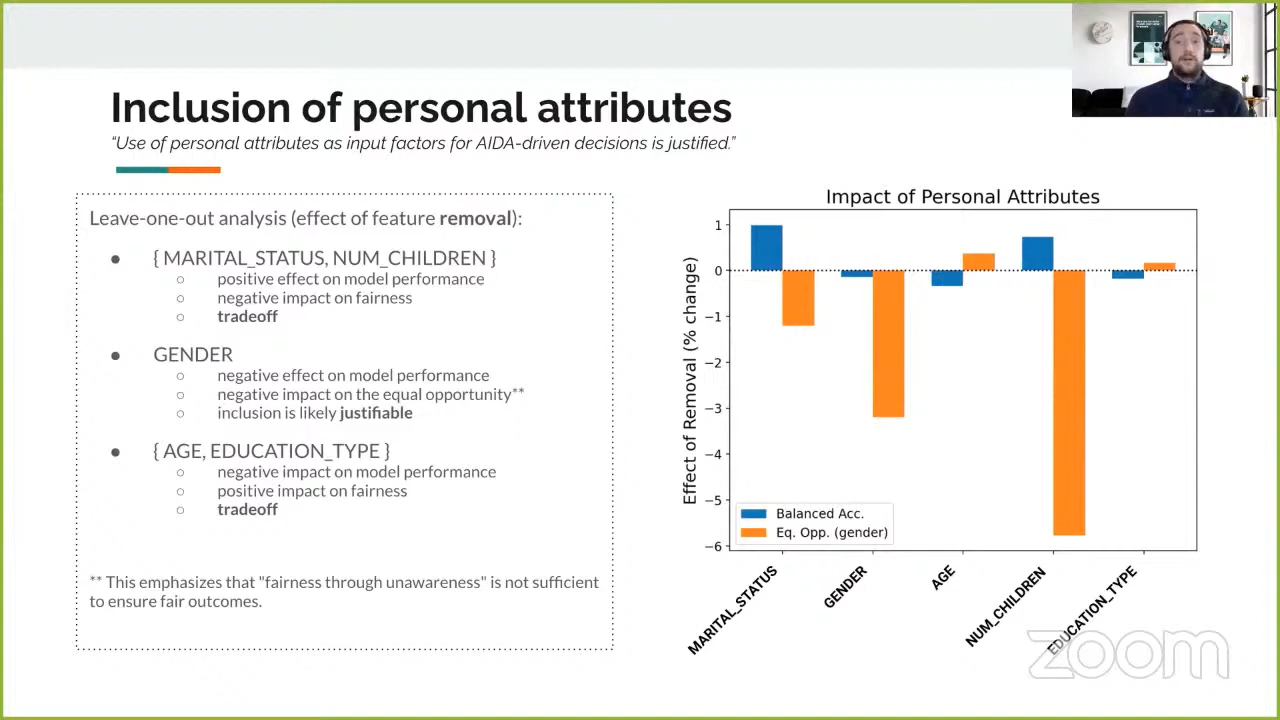 Inclusion of personal attributes
“Use of personal attributes as input factors for AIDA-driven decisions is justified.”
Leave-one-out analysis (effect of feature removal):
● { MARITAL_STATUS, NUM_CHILDREN }
○ positive effect on model performance
○ negative impact on fairness
○ tradeoff
● GENDER
○ negative effect on model performance
○ negative impact on the equal opportunity**
○ inclusion is likely justifiable
● { AGE, EDUCATION_TYPE }
○ negative impact on model performance
○ positive impact on fairness
○ tradeoff
** This emphasizes that "fairness through unawareness" is not sufficient
to ensure fair outcomes.
Impact of Personal Attributes
Effect of Removal (% change)
1
0
−1
−2
−3
−4
−5
−6
Balanced Acc.
Eq. Opp. (gender)
MARITAL_STATUS
GENDER
AGE
NUM_CHILDREN
EDUCATION_TYPE
zoom